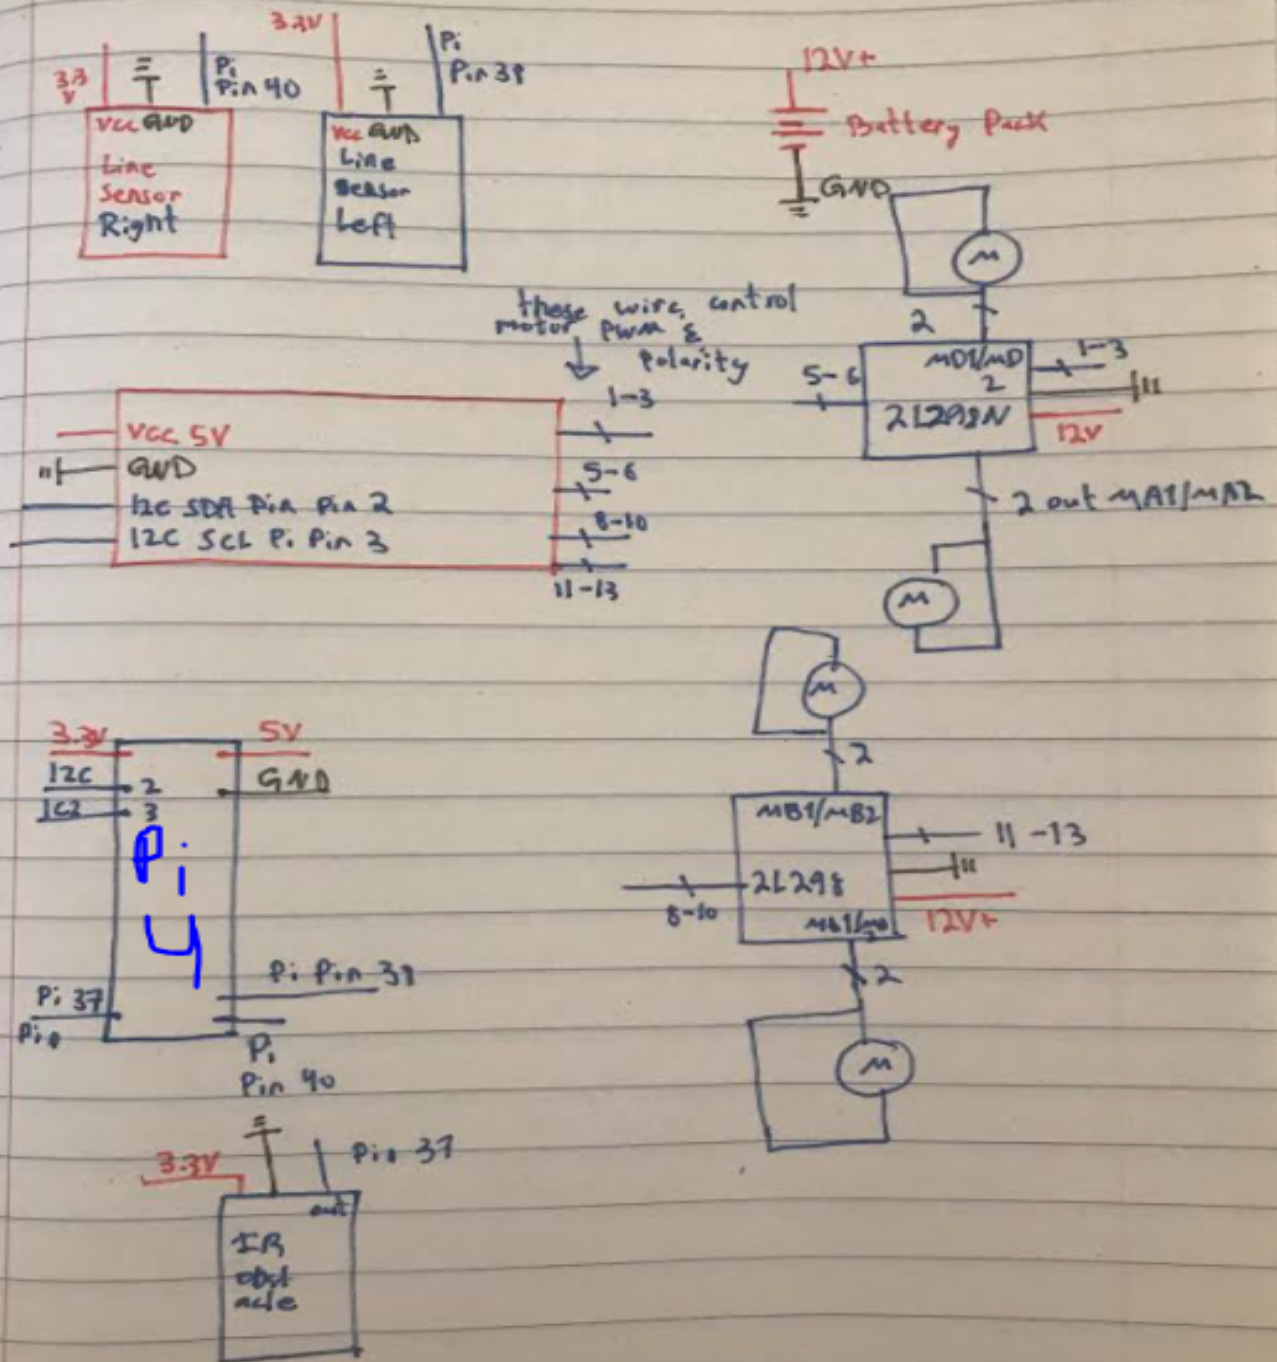 3.3V
3.3
V
Pi
Pin 40
Pi
Pin 38
VCC GND
Line
Sensor
Right
VCC GND
Line
Sensor
Left
12V+
Battery Pack
GND
M
2
these wire control
motor PWM &
Polarity
MD1/MD
2
2L298N
5-6
1-3
12V
2 out MA1/MA2
M
VCC 5V
GND
I2C SDA Pin Pin 2
I2C SCL Pi Pin 3
1-3
5-6
8-10
11-13
M
2
MB1/MB2
2L298
8-10
11-13
12V+
2
M
3.3V
5V
I2C
2
GND
IC2
3
Pi
4
Pi 37
Pin
Pi Pin 38
Pi
Pin 40
3.3V
Pin 37
out
IR
obst
acle